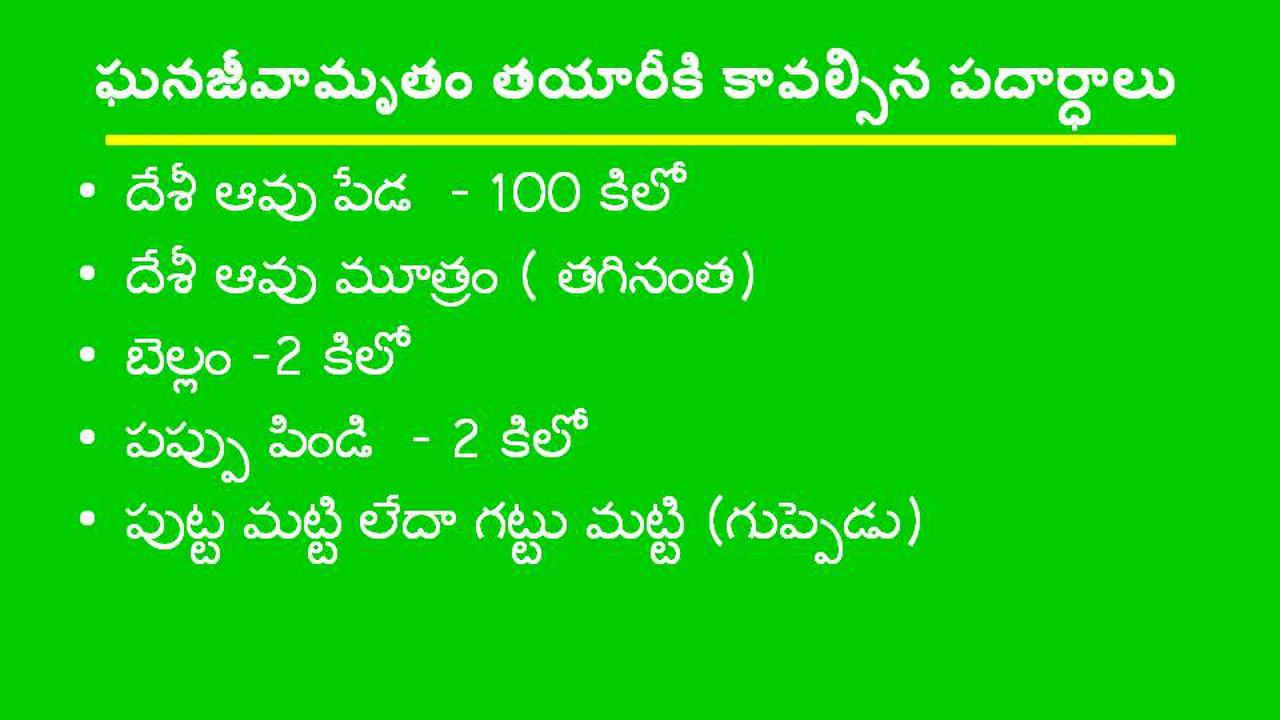 ఘనజీవామృతం తయారీకి కావల్సిన పదార్ధాలు
• దేశీ ఆవు పేడ - 100 కిలో
• దేశీ ఆవు మూత్రం ( తగినంత)
• బెల్లం -2 కిలో
• పప్పు పిండి - 2 కిలో
• పుట్ట మట్టి లేదా గట్టు మట్టి (గుప్పెడు)